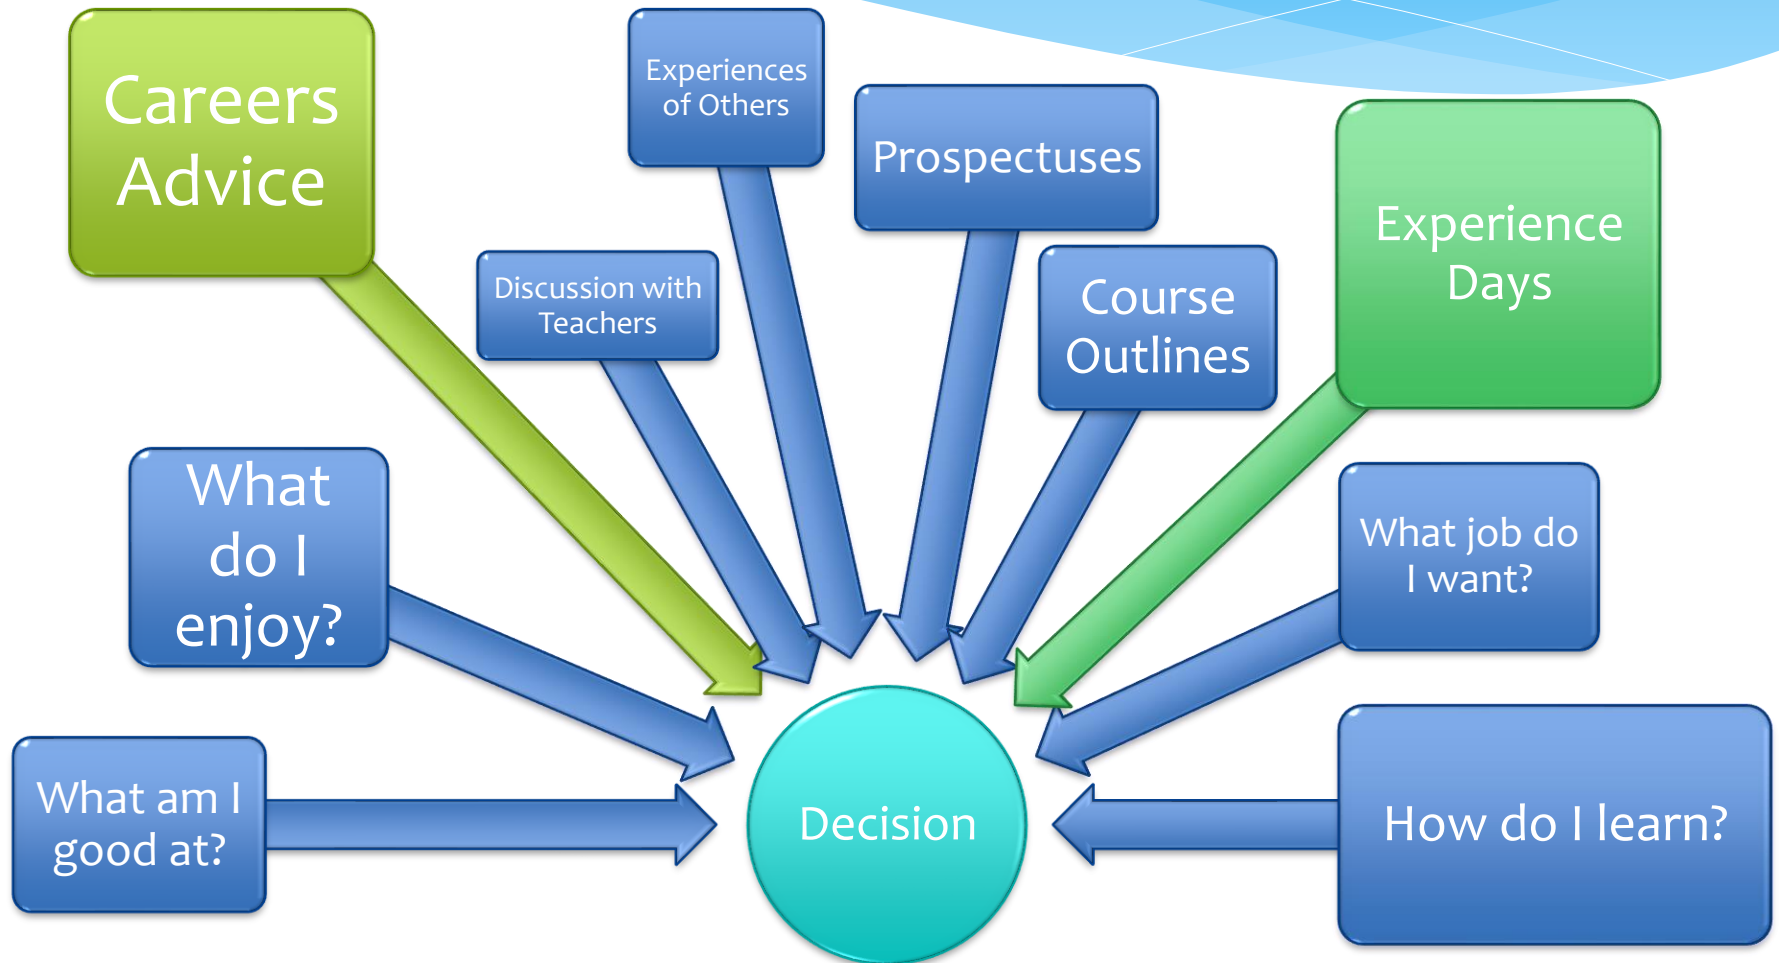 Careers
Advice
Experiences
of Others
Prospectuses
Experience
Days
Discussion with
Teachers
Course
Outlines
What
do I
enjoy?
What job do
I want?
What am I
good at?
Decision
How do I learn?